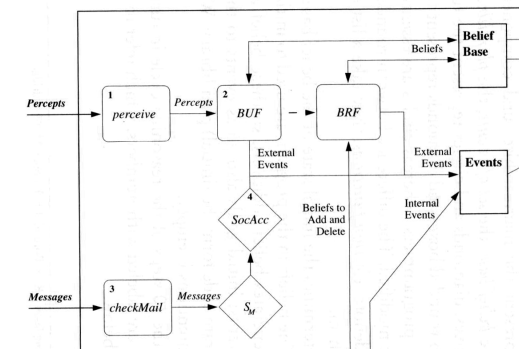 Belief
Base
Beliefs
1
2
Percepts
perceive
Percepts
BUF
BRF
External
Events
External
Events
Events
4
SocAcc
Beliefs to
Add and
Delete
Internal
Events
3
Messages
checkMail
Messages
S_M